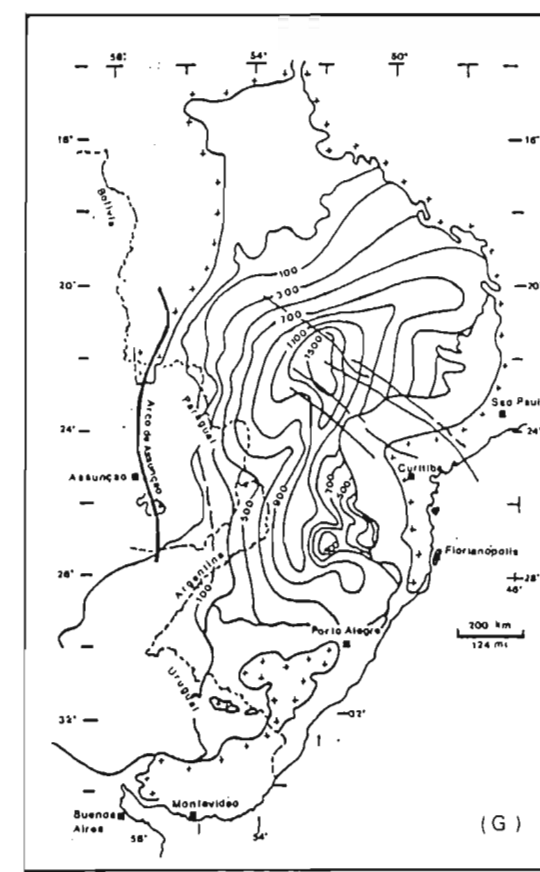 58° 54° 50°
16° 16°
Bolivia
20° 20°
100
300
700
1100
1500
Paraguai
Sao Paul
24° 24°
Arco de Assunçao
Assunçao
Curitiba
700
500
900
500
Florianopolis
Argentina
28° 28°
48°
100
200 km
124 mi
Porto Alegre
Uruguai
32° 32°
Montevideo
Buenos
Aires
58° 54°
(G)